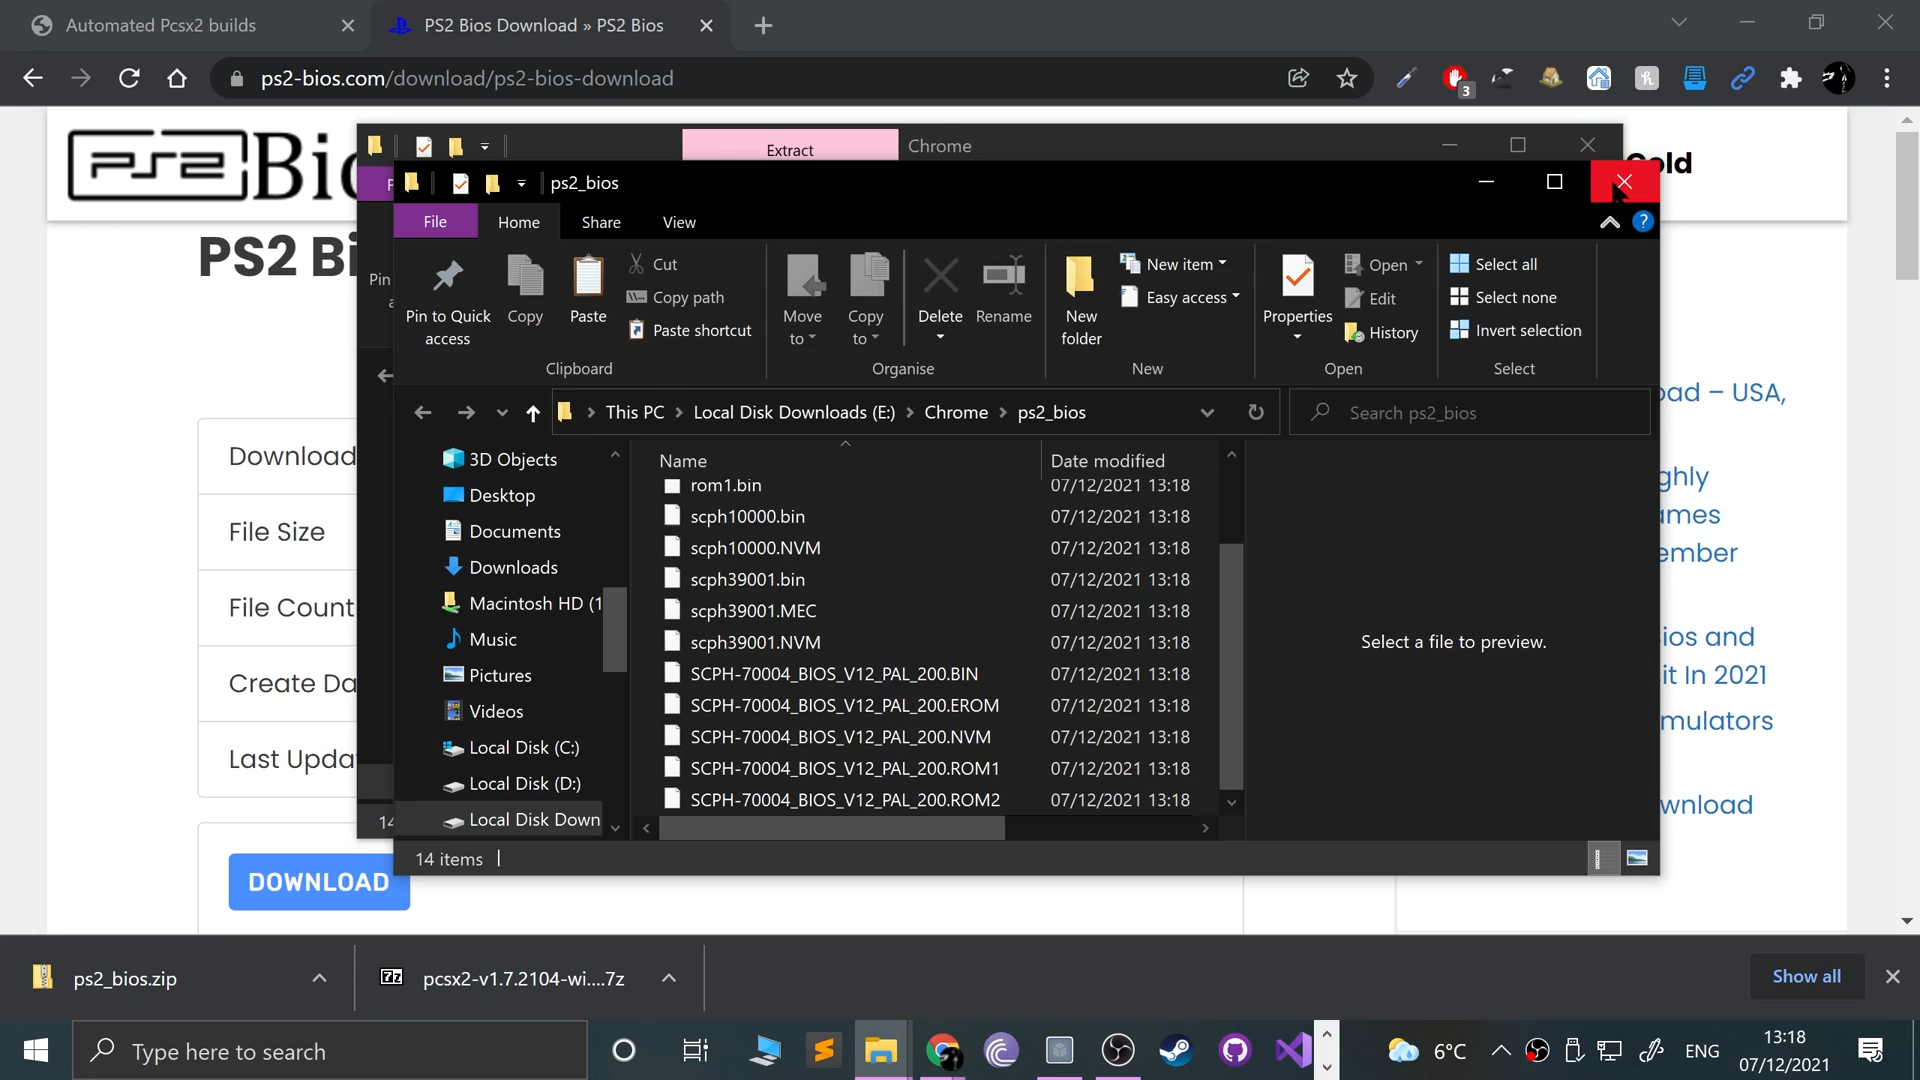 Automated Pcsx2 builds
PS2 Bios Download » PS2 Bios
ps2-bios.com/download/ps2-bios-download
3
PS2 Bio
old
PS2 Bi
Extract
Chrome
ps2_bios
File
Home
Share
View
Pin to Quick access
Copy
Paste
Cut
Copy path
Paste shortcut
Clipboard
Move to
Copy to
Delete
Rename
Organise
New folder
New item
Easy access
New
Properties
Open
Edit
History
Open
Select all
Select none
Invert selection
Select
This PC > Local Disk Downloads (E:) > Chrome > ps2_bios
Search ps2_bios
3D Objects
Desktop
Documents
Downloads
Macintosh HD (1
Music
Pictures
Videos
Local Disk (C:)
Local Disk (D:)
Local Disk Down
Name
Date modified
rom1.bin 07/12/2021 13:18
scph10000.bin 07/12/2021 13:18
scph10000.NVM 07/12/2021 13:18
scph39001.bin 07/12/2021 13:18
scph39001.MEC 07/12/2021 13:18
scph39001.NVM 07/12/2021 13:18
SCPH-70004_BIOS_V12_PAL_200.BIN 07/12/2021 13:18
SCPH-70004_BIOS_V12_PAL_200.EROM 07/12/2021 13:18
SCPH-70004_BIOS_V12_PAL_200.NVM 07/12/2021 13:18
SCPH-70004_BIOS_V12_PAL_200.ROM1 07/12/2021 13:18
SCPH-70004_BIOS_V12_PAL_200.ROM2 07/12/2021 13:18
Select a file to preview.
14 items
Pin
14
Download
File Size
File Count
Create Da
Last Upda
DOWNLOAD
oad – USA,
ghly
ames
ember
ios and
it In 2021
mulators
wnload
ps2_bios.zip
pcsx2-v1.7.2104-wi....7z
Show all
Type here to search
6°C
ENG
13:18
07/12/2021